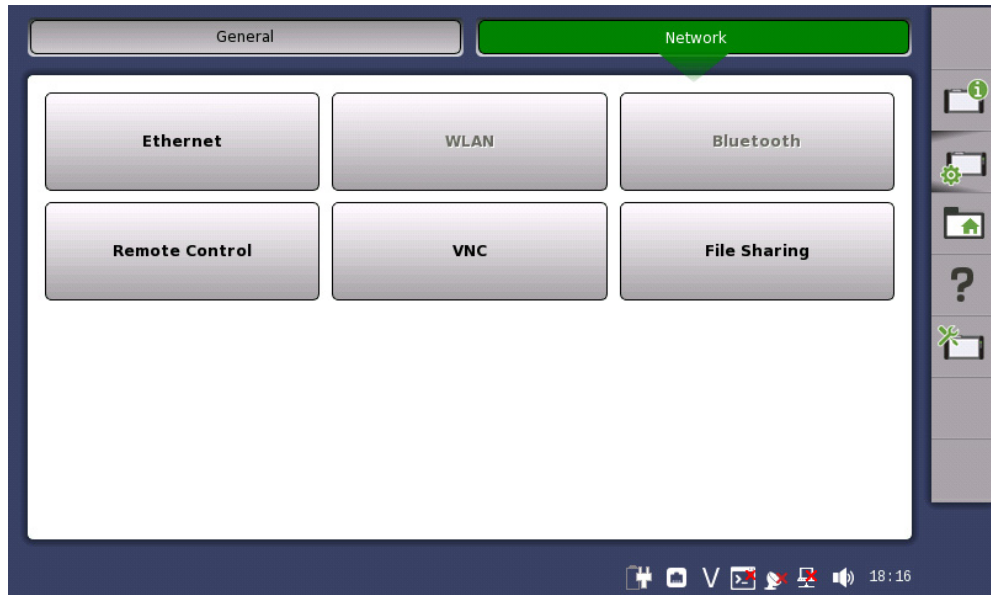 General Network
Ethernet WLAN Bluetooth
Remote Control VNC File Sharing
?
V 18:16